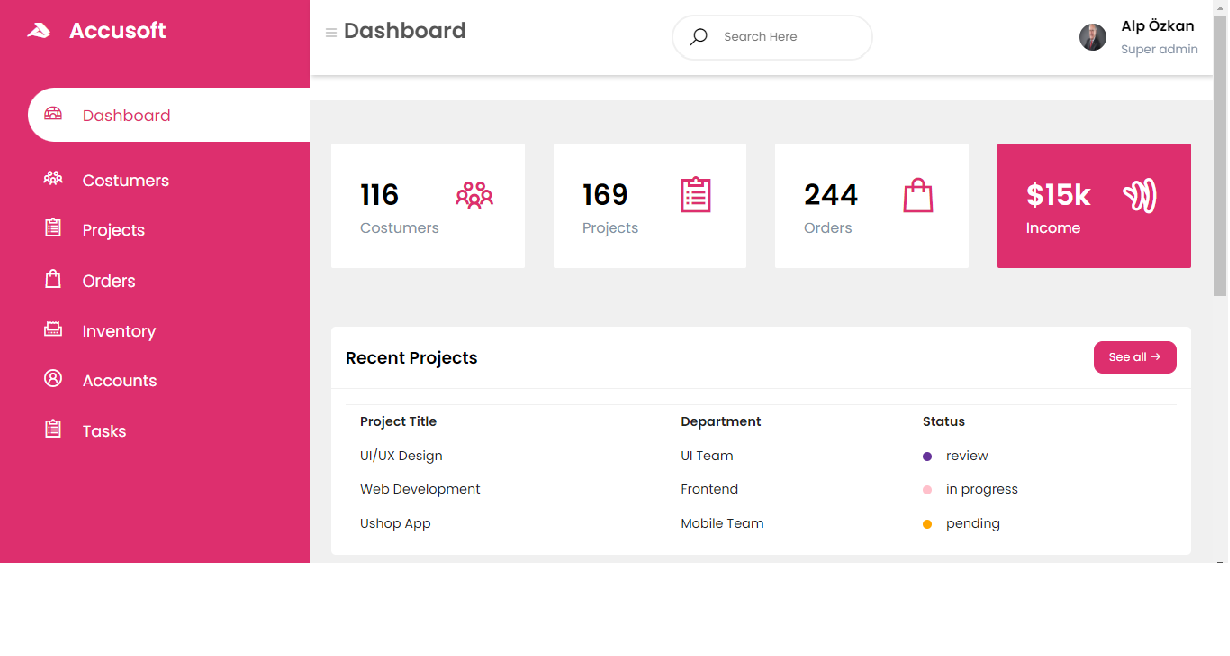 Accusoft
Dashboard
Costumers
Projects
Orders
Inventory
Accounts
Tasks
Dashboard
Search Here
Alp Özkan
Super admin
116
Costumers
169
Projects
244
Orders
$15k
Income
Recent Projects
See all →
Project Title Department Status
UI/UX Design UI Team review
Web Development Frontend in progress
Ushop App Mobile Team pending